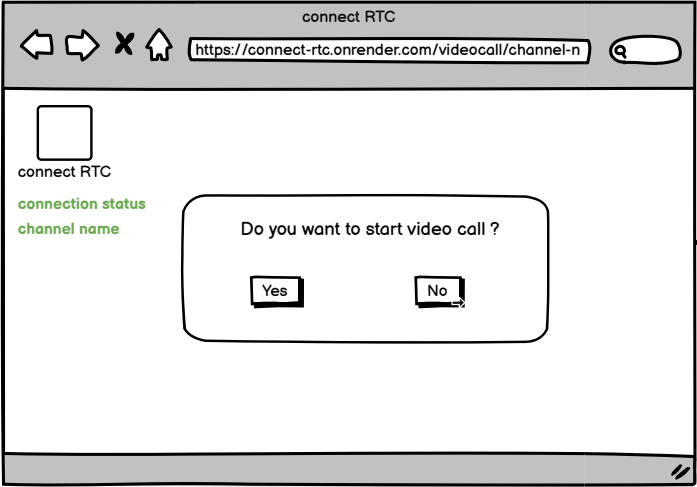 connect RTC
https://connect-rtc.onrender.com/videocall/channel-n
connect RTC
connection status
channel name
Do you want to start video call ?
Yes
No